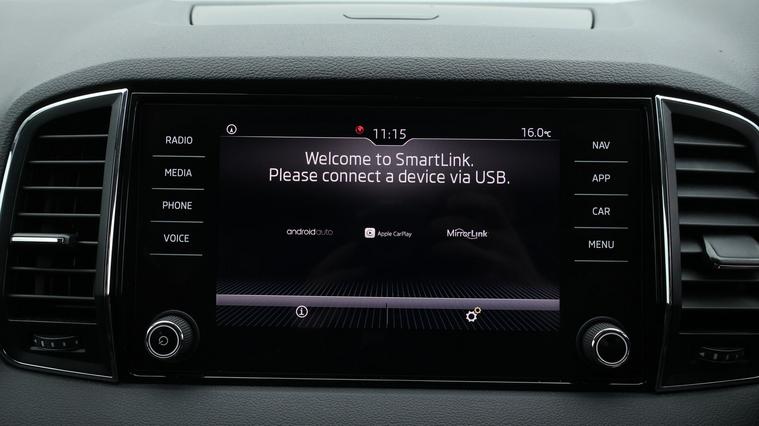 11:15
16.0°C
RADIO
MEDIA
PHONE
VOICE
Welcome to SmartLink.
Please connect a device via USB.
androidauto
Apple CarPlay
MirrorLink
NAV
APP
CAR
MENU